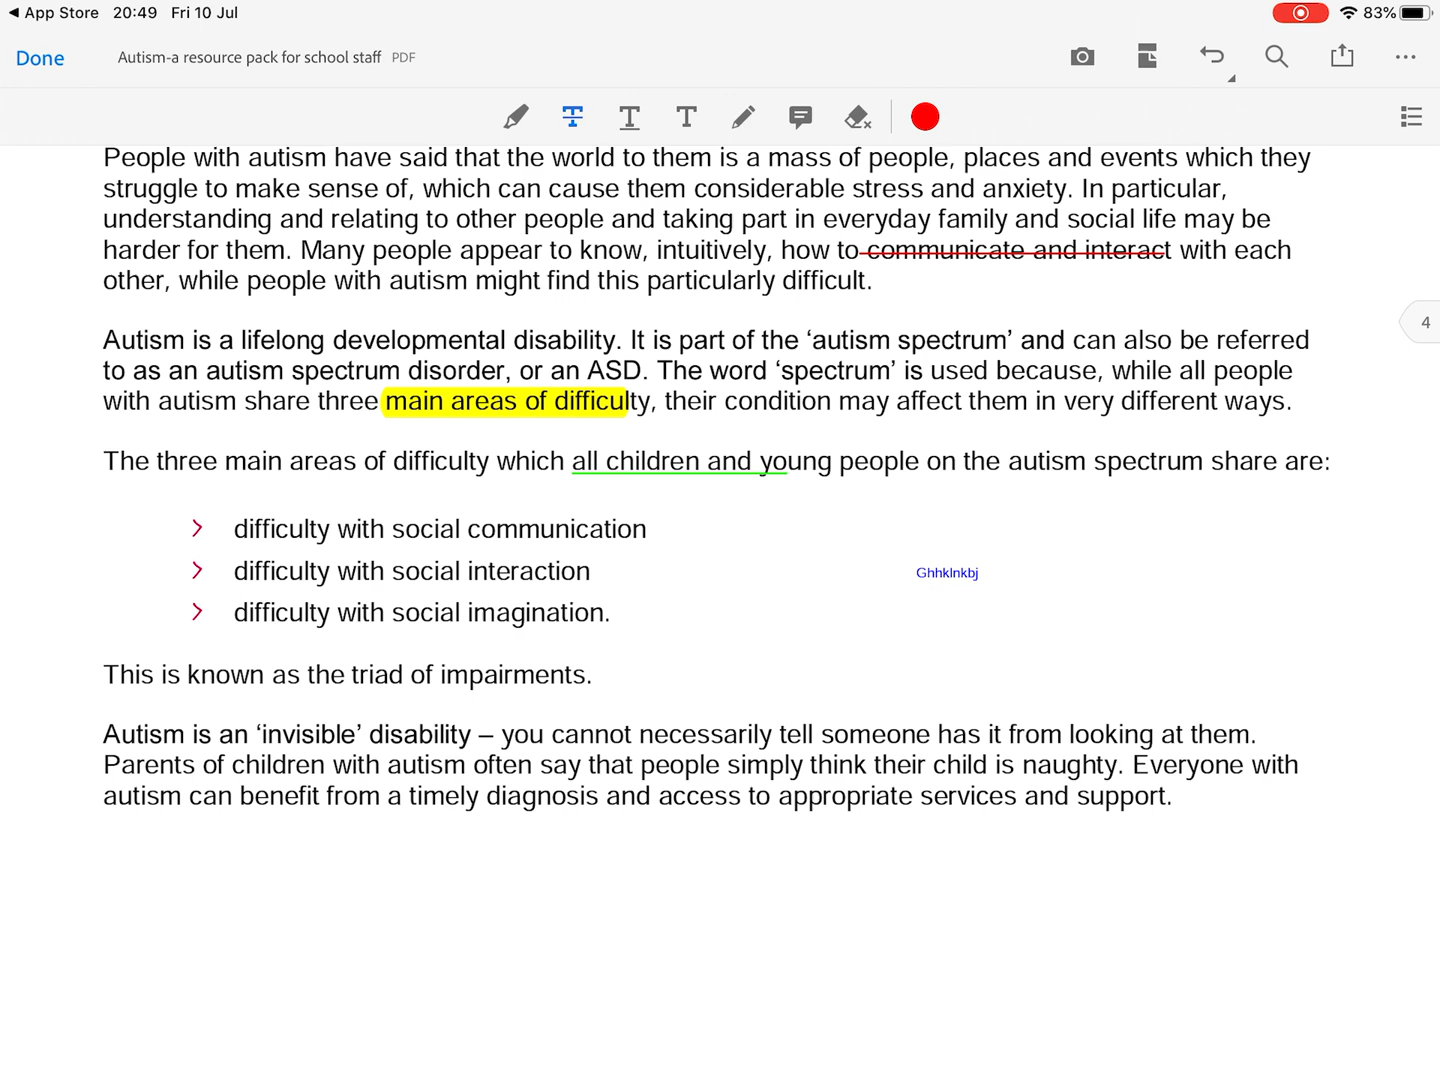 App Store 20:49 Fri 10 Jul 83%
Done Autism-a resource pack for school staff PDF
People with autism have said that the world to them is a mass of people, places and events which they
struggle to make sense of, which can cause them considerable stress and anxiety. In particular,
understanding and relating to other people and taking part in everyday family and social life may be
harder for them. Many people appear to know, intuitively, how to communicate and interact with each
other, while people with autism might find this particularly difficult.
4
Autism is a lifelong developmental disability. It is part of the ‘autism spectrum’ and can also be referred
to as an autism spectrum disorder, or an ASD. The word ‘spectrum’ is used because, while all people
with autism share three main areas of difficulty, their condition may affect them in very different ways.
The three main areas of difficulty which all children and young people on the autism spectrum share are:
difficulty with social communication
difficulty with social interaction
Ghhklnkbj
difficulty with social imagination.
This is known as the triad of impairments.
Autism is an ‘invisible’ disability – you cannot necessarily tell someone has it from looking at them.
Parents of children with autism often say that people simply think their child is naughty. Everyone with
autism can benefit from a timely diagnosis and access to appropriate services and support.